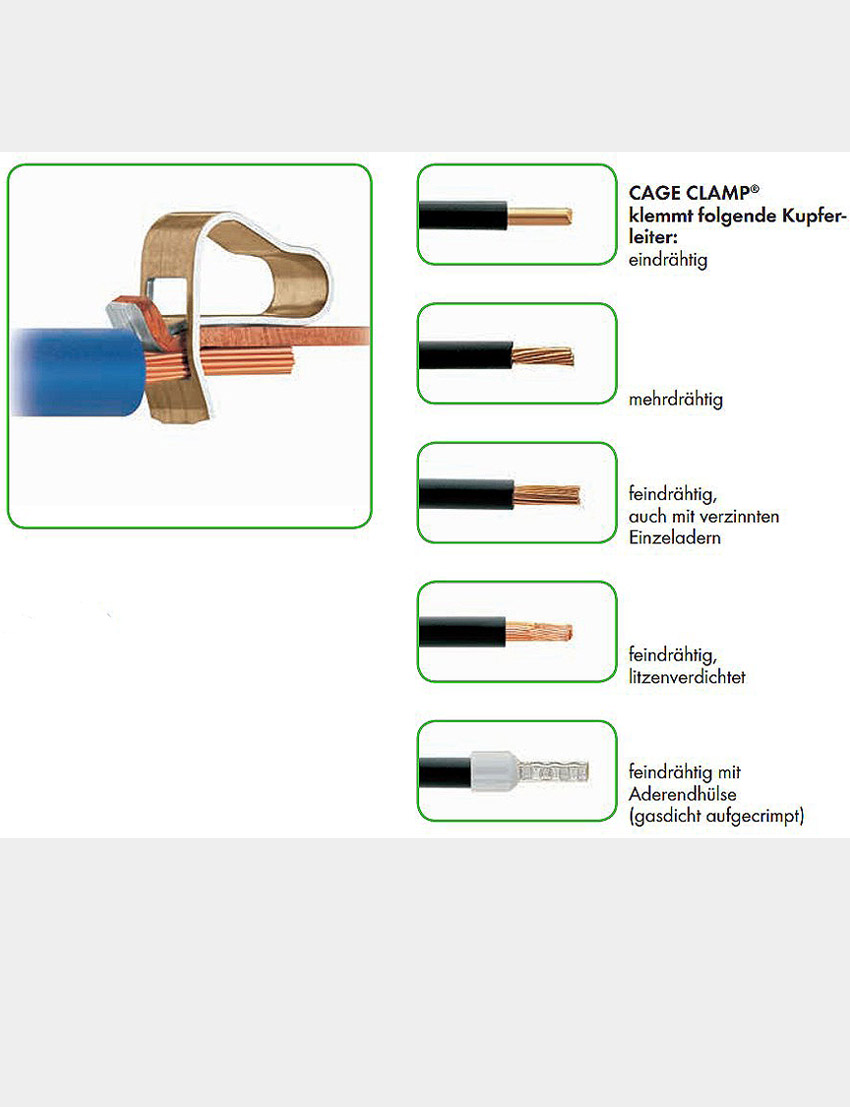 CAGE CLAMP®
klemmt folgende Kupfer-
leiter:
eindrähtig
mehrdrähtig
feindrähtig,
auch mit verzinnten
Einzeladern
feindrähtig,
litzenverdichtet
feindrähtig mit
Aderendhülse
(gasdicht aufgecrimpt)